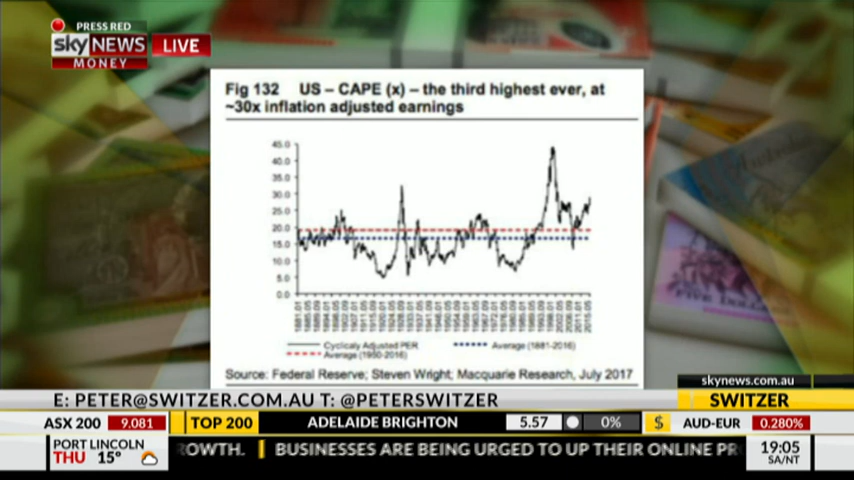 PRESS RED
sky NEWS LIVE
MONEY
Fig 132 US – CAPE (x) – the third highest ever, at
~30x inflation adjusted earnings
45.0
40.0
35.0
30.0
25.0
20.0
15.0
10.0
5.0
0.0
Cyclicaly Adjusted PER
Average (1881-2016)
Average (1950-2016)
Source: Federal Reserve; Steven Wright; Macquarie Research, July 2017
skynews.com.au
E: PETER@SWITZER.COM.AU T: @PETERSWITZER
SWITZER
ASX 200 9.081 TOP 200 ADELAIDE BRIGHTON 5.57 0% $ AUD-EUR 0.280%
PORT LINCOLN
THU 15°
OWTH. BUSINESSES ARE BEING URGED TO UP THEIR ONLINE PR
19:05
SA/NT
FIVE DOLLARS